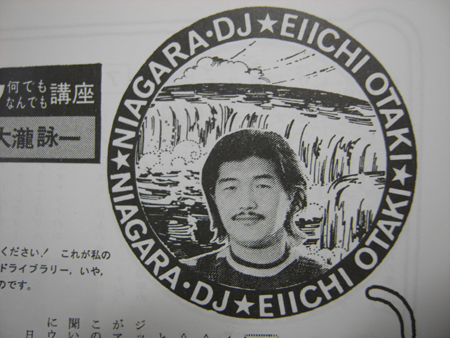 NIAGARA・DJ★EIICHI OTAKI★
NIAGARA・DJ★EIICHI OTAKI★
何でも
なんでも講座
大瀧詠一
ください! これが私の
ドライブラリー, いや,
のです。